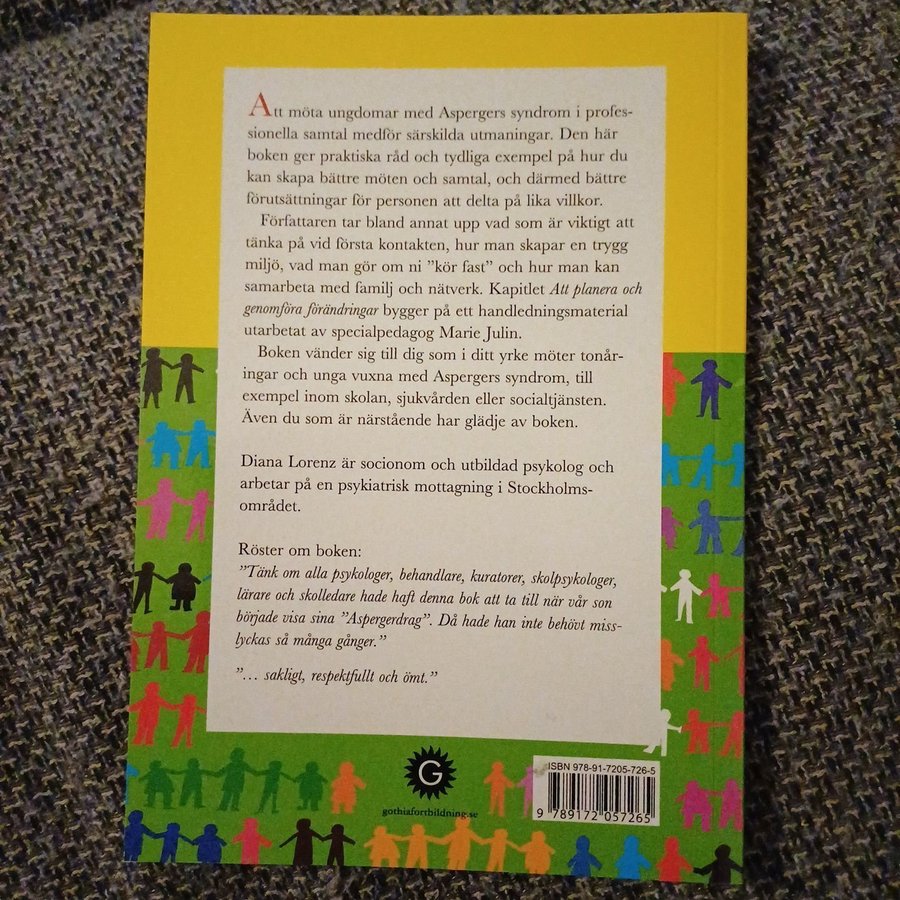 Att möta ungdomar med Aspergers syndrom i profes-
sionella samtal medför särskilda utmaningar. Den här
boken ger praktiska råd och tydliga exempel på hur du
kan skapa bättre möten och samtal, och därmed bättre
förutsättningar för personen att delta på lika villkor.
Författaren tar bland annat upp vad som är viktigt att
tänka på vid första kontakten, hur man skapar en trygg
miljö, vad man gör om ni ”kör fast” och hur man kan
samarbeta med familj och nätverk. Kapitlet Att planera och
genomföra förändringar bygger på ett handledningsmaterial
utarbetat av specialpedagog Marie Julin.
Boken vänder sig till dig som i ditt yrke möter tonår-
ringar och unga vuxna med Aspergers syndrom, till
exempel inom skolan, sjukvården eller socialtjänsten.
Även du som är närstående har glädje av boken.
Diana Lorenz är socionom och utbildad psykolog och
arbetar på en psykiatrisk mottagning i Stockholms-
området.
Röster om boken:
”Tänk om alla psykologer, behandlare, kuratorer, skolpsykologer,
lärare och skolledare hade haft denna bok att ta till när vår son
började visa sina ”Aspergerdrag”. Då hade han inte behövt miss-
lyckas så många gånger.”
”… sakligt, respektfullt och ömt.”
G
gothiafortbildning.se
ISBN 978-91-7205-726-5
9 789172 057265